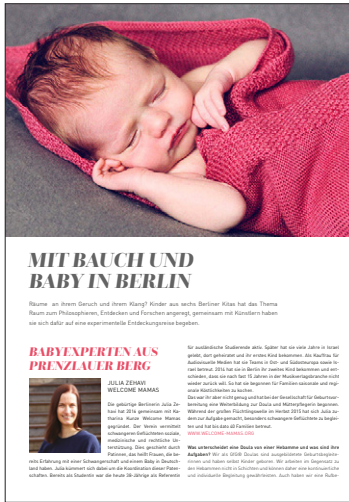 MIT BAUCH UND
BABY IN BERLIN
Räume an ihrem Geruch und ihrem Klang? Kinder aus sechs Berliner Kitas hat das Thema
Raum zum Philosophieren, Entdecken und Forschen angeregt, gemeinsam mit Künstlern haben
sie sich dafür auf eine experimentelle Entdeckungsreise begeben.
BABYEXPERTEN AUS
PRENZLAUER BERG
JULIA ZEHAVI
WELCOME MAMAS
Die gebürtige Berlinerin Julia Ze-
havi hat 2016 gemeinsam mit Ka-
tharina Kunze Welcome Mamas
gegründet. Der Verein vermittelt
schwangeren Geflüchteten soziale,
medizinische und rechtliche Un-
terstützung. Dies geschieht durch
Patinnen, das heißt Frauen, die be-
reits Erfahrung mit einer Schwangerschaft und einem Baby in Deutsch-
land haben. Julia kümmert sich dabei um die Koordination dieser Paten-
schaften. Bereits als Studentin war die heute 38-Jährige als Referentin
für ausländische Studierende aktiv. Später hat sie viele Jahre in Israel
gelebt, dort geheiratet und ihr erstes Kind bekommen. Als Kauffrau für
Audiovisuelle Medien hat sie Teams in Ost- und Südosteuropa sowie Is-
rael betreut. 2014 hat sie in Berlin ihr zweites Kind bekommen und ent-
schieden, dass sie nach fast 15 Jahren in der Musikverlagsbranche nicht
wieder zurück will. So hat sie begonnen für Familien saisonale und regi-
onale Köstlichkeiten zu kochen.
Das war ihr aber nicht genug und hat bei der Gesellschaft für Geburtsvor-
bereitung eine Weiterbildung zur Doula und Mütterpflegerin begonnen.
Während der großen Flüchtlingswelle im Herbst 2015 hat sich Julia zu-
dem zur Aufgabe gemacht, besonders schwangere Geflüchtete zu beglei-
ten und hat bis dato 40 Familien betreut.
WWW.WELCOME-MAMAS.ORG
Was unterscheidet eine Doula von einer Hebamme und was sind ihre
Aufgaben? Wir als GfG® Doulas sind ausgebildete Geburtsbegleite-
rinnen und haben selbst Kinder geboren. Wir arbeiten im Gegensatz zu
den Hebammen nicht in Schichten und können daher eine kontinuierliche
und individuelle Begleitung gewährleisten. Auch haben wir eine Rufbe-